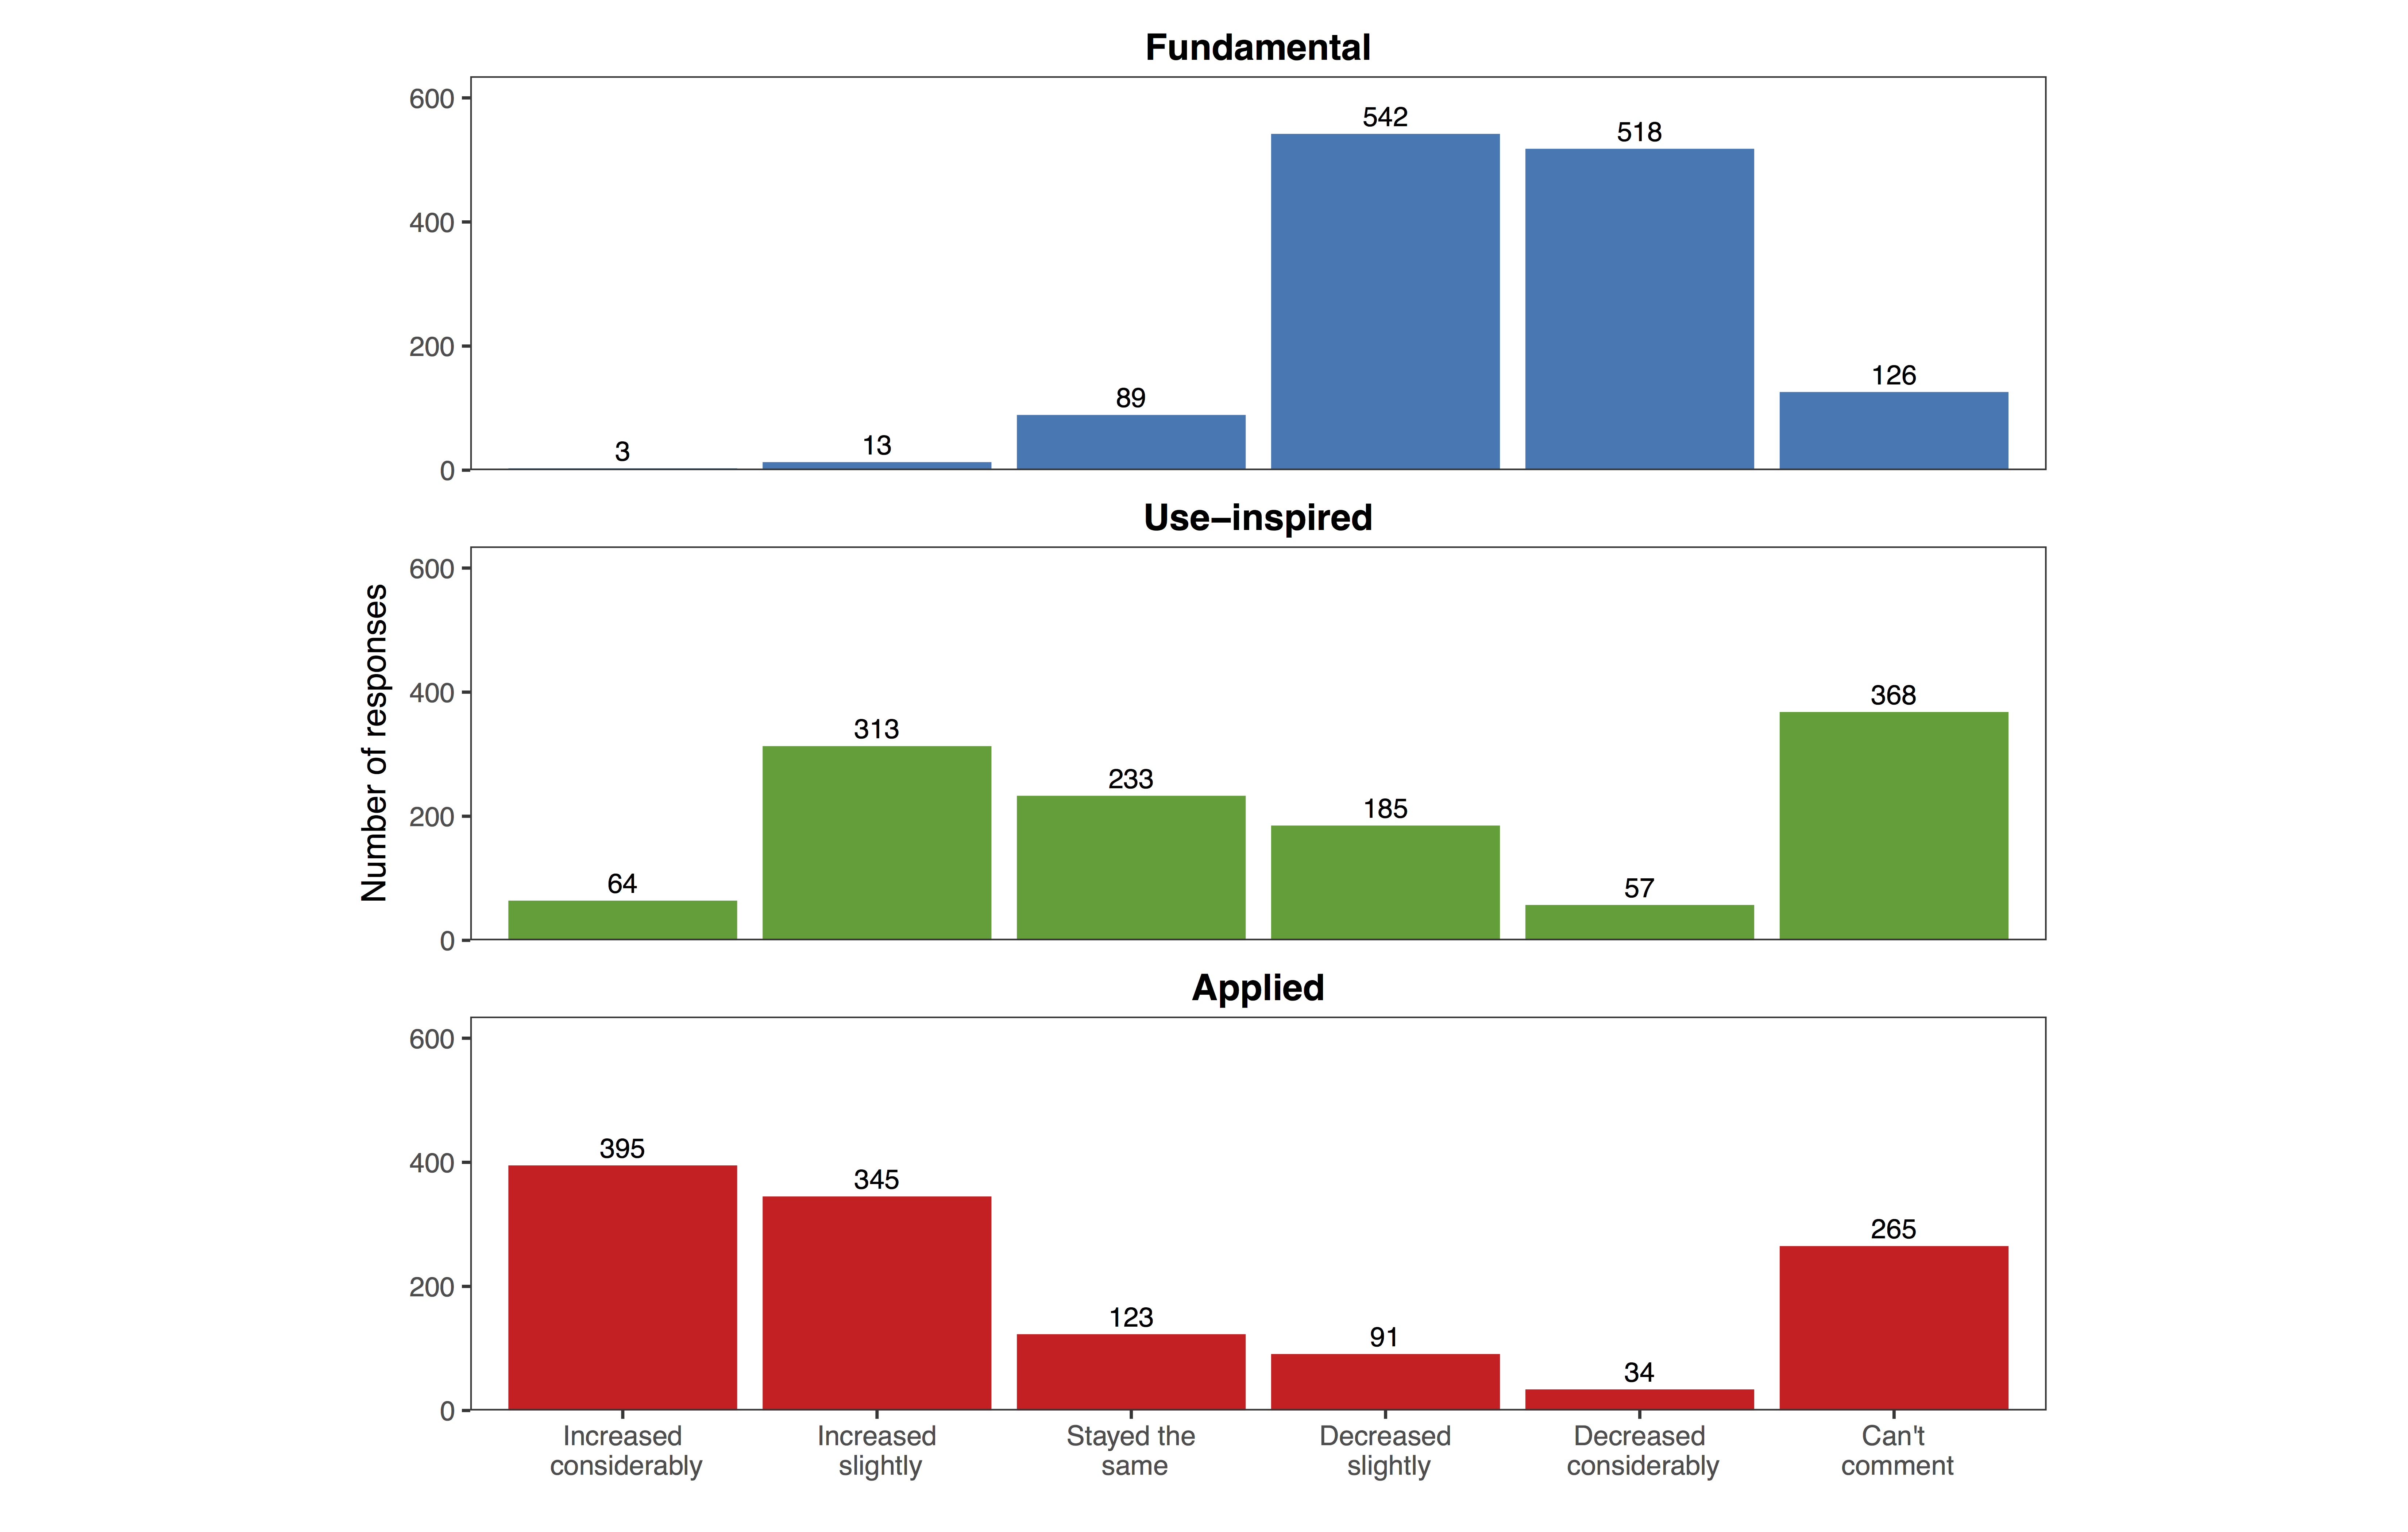 Fundamental
600
400
200
0
3
13
89
542
518
126
Use–inspired
Number of responses
600
400
200
0
64
313
233
185
57
368
Applied
600
400
200
0
395
345
123
91
34
265
Increased
considerably
Increased
slightly
Stayed the
same
Decreased
slightly
Decreased
considerably
Can't
comment